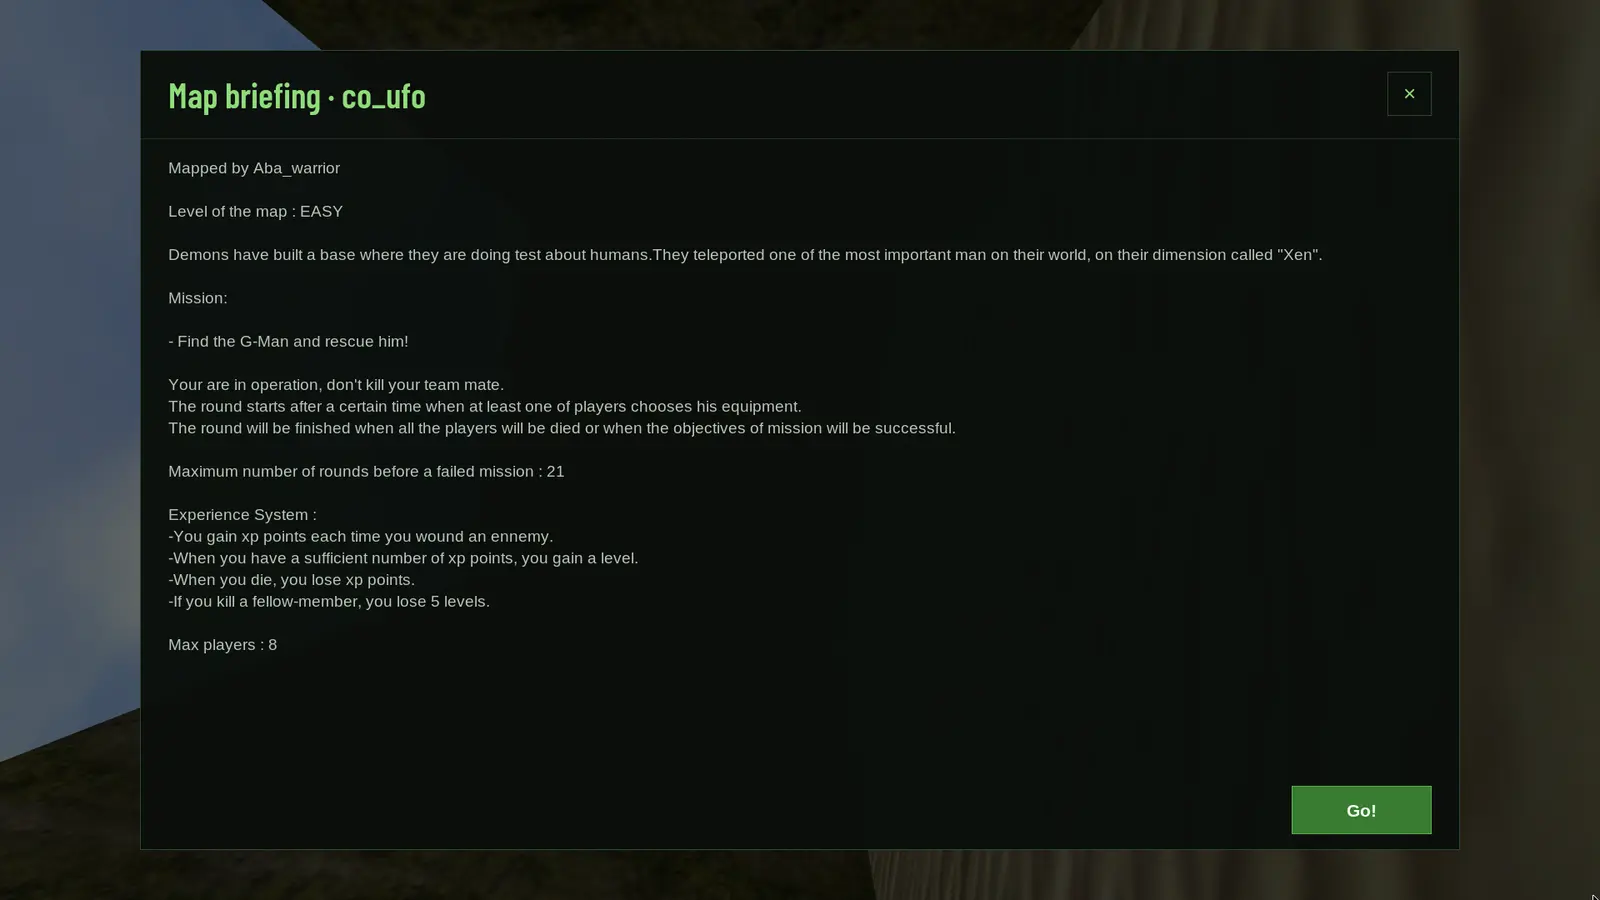 Map briefing · co_ufo
×
Mapped by Aba_warrior
Level of the map : EASY
Demons have built a base where they are doing test about humans.They teleported one of the most important man on their world, on their dimension called "Xen".
Mission:
- Find the G-Man and rescue him!
Your are in operation, don't kill your team mate.
The round starts after a certain time when at least one of players chooses his equipment.
The round will be finished when all the players will be died or when the objectives of mission will be successful.
Maximum number of rounds before a failed mission : 21
Experience System :
-You gain xp points each time you wound an ennemy.
-When you have a sufficient number of xp points, you gain a level.
-When you die, you lose xp points.
-If you kill a fellow-member, you lose 5 levels.
Max players : 8
Go!